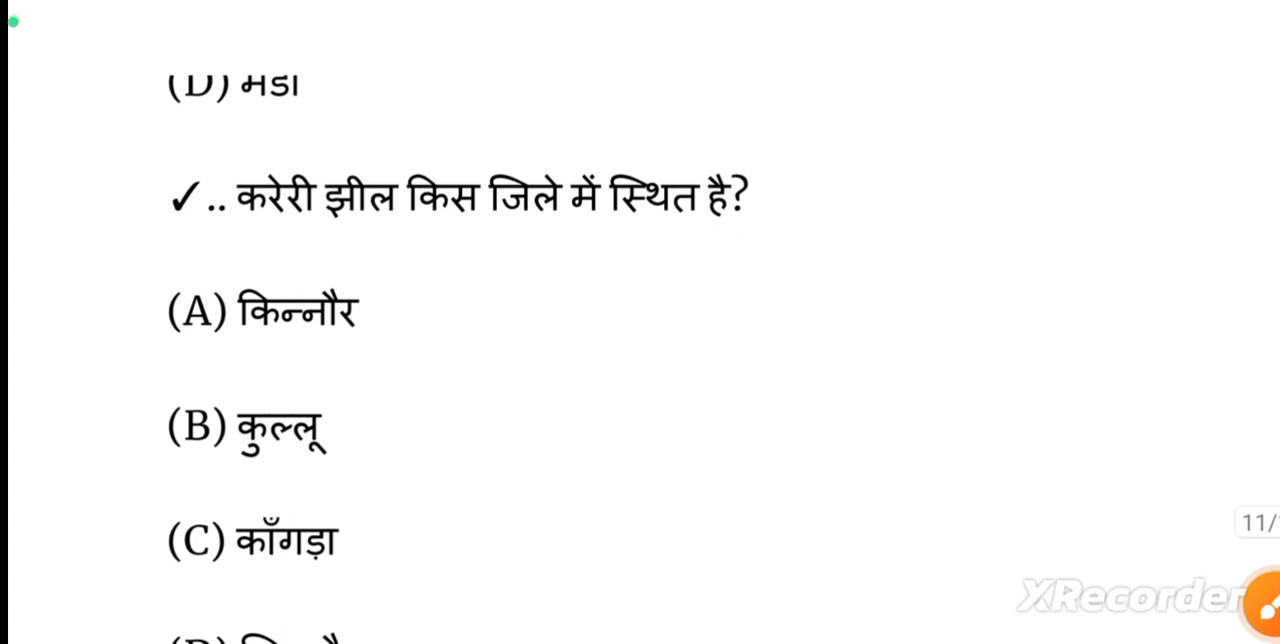 (D)
✓.. करेरी झील किस जिले में स्थित है?
(A) किन्नौर
(B) कुल्लू
(C) काँगड़ा
11/
XRecorder